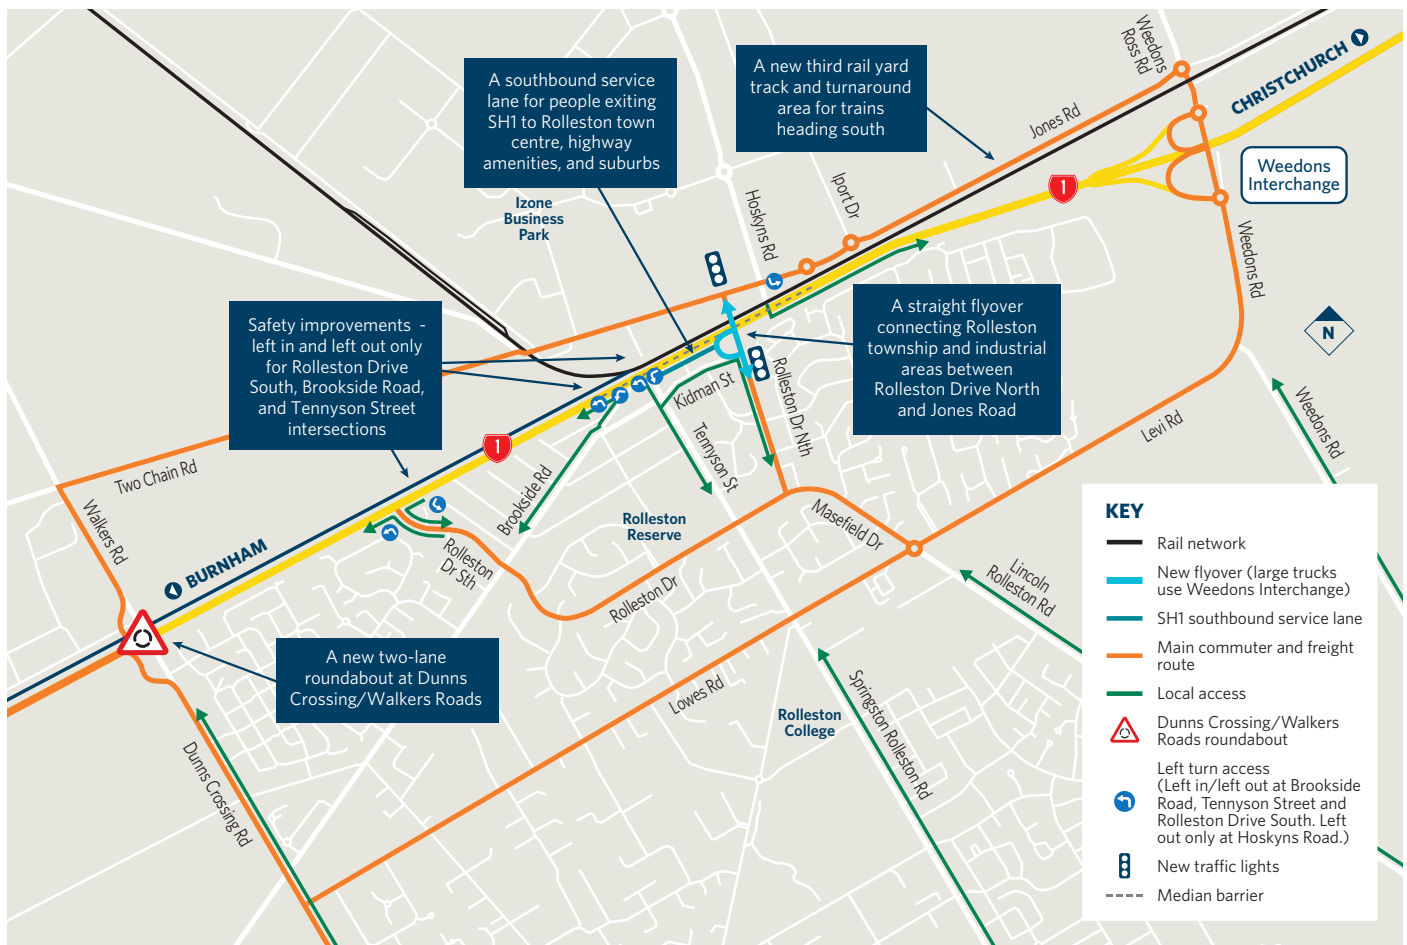 A southbound service
lane for people exiting
SH1 to Rolleston town
centre, highway
amenities, and suburbs
A new third rail yard
track and turnaround
area for trains
heading south
Weedons
Ross Rd
CHRISTCHURCH
Jones Rd
1
Weedons
Interchange
Izone
Business
Park
Hoskyns Rd
Iport Dr
Weedons Rd
N
Safety improvements -
left in and left out only
for Rolleston Drive
South, Brookside Road,
and Tennyson Street
intersections
A straight flyover
connecting Rolleston
township and industrial
areas between
Rolleston Drive North
and Jones Road
Kidman St
Rolleston Dr Nth
Tennyson St
Levi Rd
Weedons Rd
1
Two Chain Rd
Walkers Rd
Brookside Rd
Rolleston
Reserve
Masefield Dr
BURNHAM
Rolleston
Dr Sth
Rolleston Dr
Lincoln
Rolleston Rd
A new two-lane
roundabout at Dunns
Crossing/Walkers Roads
Lowes Rd
Rolleston
College
Springston Rolleston Rd
Dunns Crossing Rd
KEY
Rail network
New flyover (large trucks
use Weedons Interchange)
SH1 southbound service lane
Main commuter and freight
route
Local access
Dunns Crossing/Walkers
Roads roundabout
Left turn access
(Left in/left out at Brookside
Road, Tennyson Street and
Rolleston Drive South. Left
out only at Hoskyns Road.)
New traffic lights
Median barrier